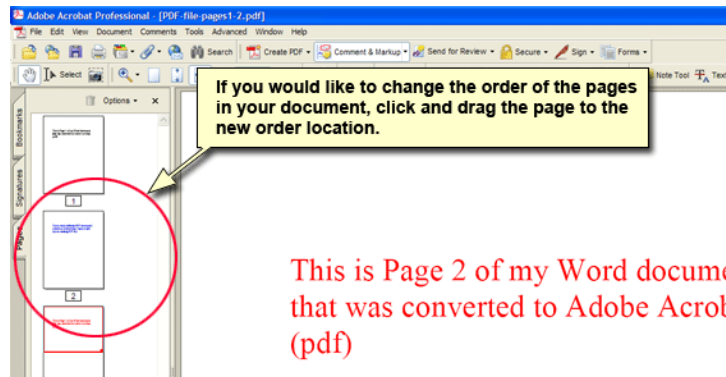 Adobe Acrobat Professional - [PDF-file-pages1-2.pdf]
File Edit View Document Comments Tools Advanced Window Help
Search Create PDF Comment & Markup Send for Review Secure Sign Forms
Select Note Tool Text
Options x
If you would like to change the order of the pages
in your document, click and drag the page to the
new order location.
Bookmarks
Signatures
Pages
1
2
This is Page 2 of my Word docume
that was converted to Adobe Acrob
(pdf)